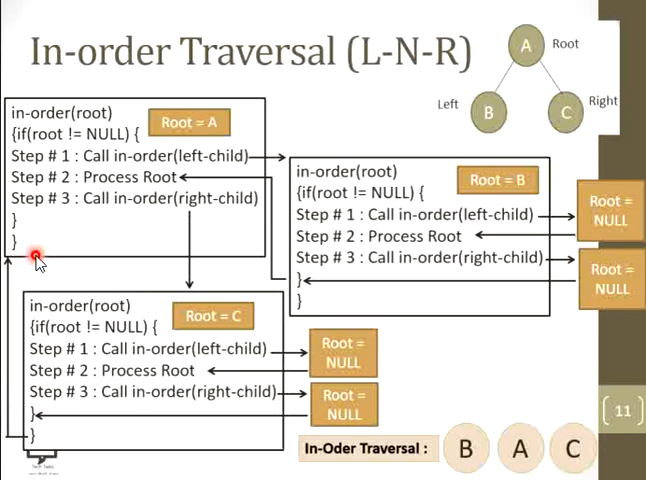 In-order Traversal (L-N-R)
A
Root
Left
B
C
Right
in-order(root)
Root = A
{if(root != NULL) {
Step # 1 : Call in-order(left-child)
Step # 2 : Process Root
Step # 3 : Call in-order(right-child)
}
}
in-order(root)
Root = B
{if(root != NULL) {
Step # 1 : Call in-order(left-child)
Step # 2 : Process Root
Step # 3 : Call in-order(right-child)
}
}
Root =
NULL
Root =
NULL
in-order(root)
Root = C
{if(root != NULL) {
Step # 1 : Call in-order(left-child)
Step # 2 : Process Root
Step # 3 : Call in-order(right-child)
}
}
Root =
NULL
Root =
NULL
11
In-Oder Traversal :
B
A
C